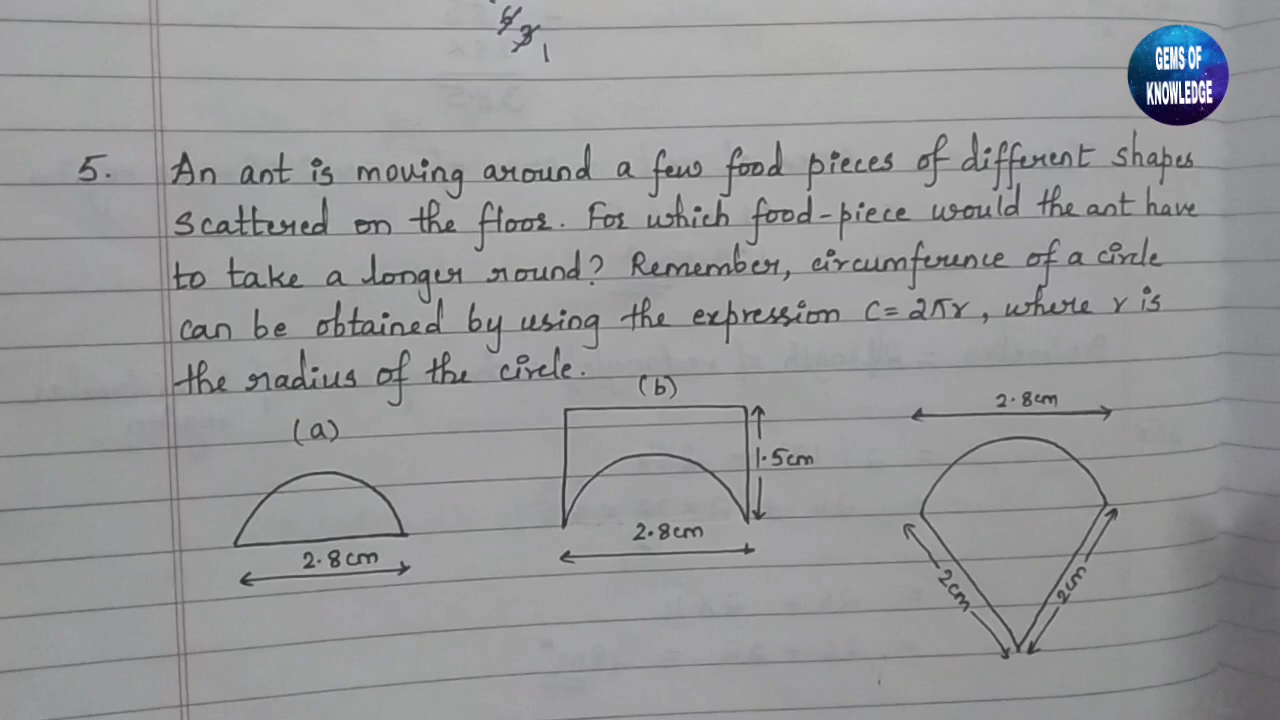 4
3
1
GEMS OF
KNOWLEDGE
5. An ant is moving around a few food pieces of different shapes
scattered on the floor. For which food-piece would the ant have
to take a longer round? Remember, circumference of a circle
can be obtained by using the expression c = 2πr, where r is
the radius of the circle.
(a)
2.8cm
(b)
1.5cm
2.8cm
2.8cm
2cm
2cm